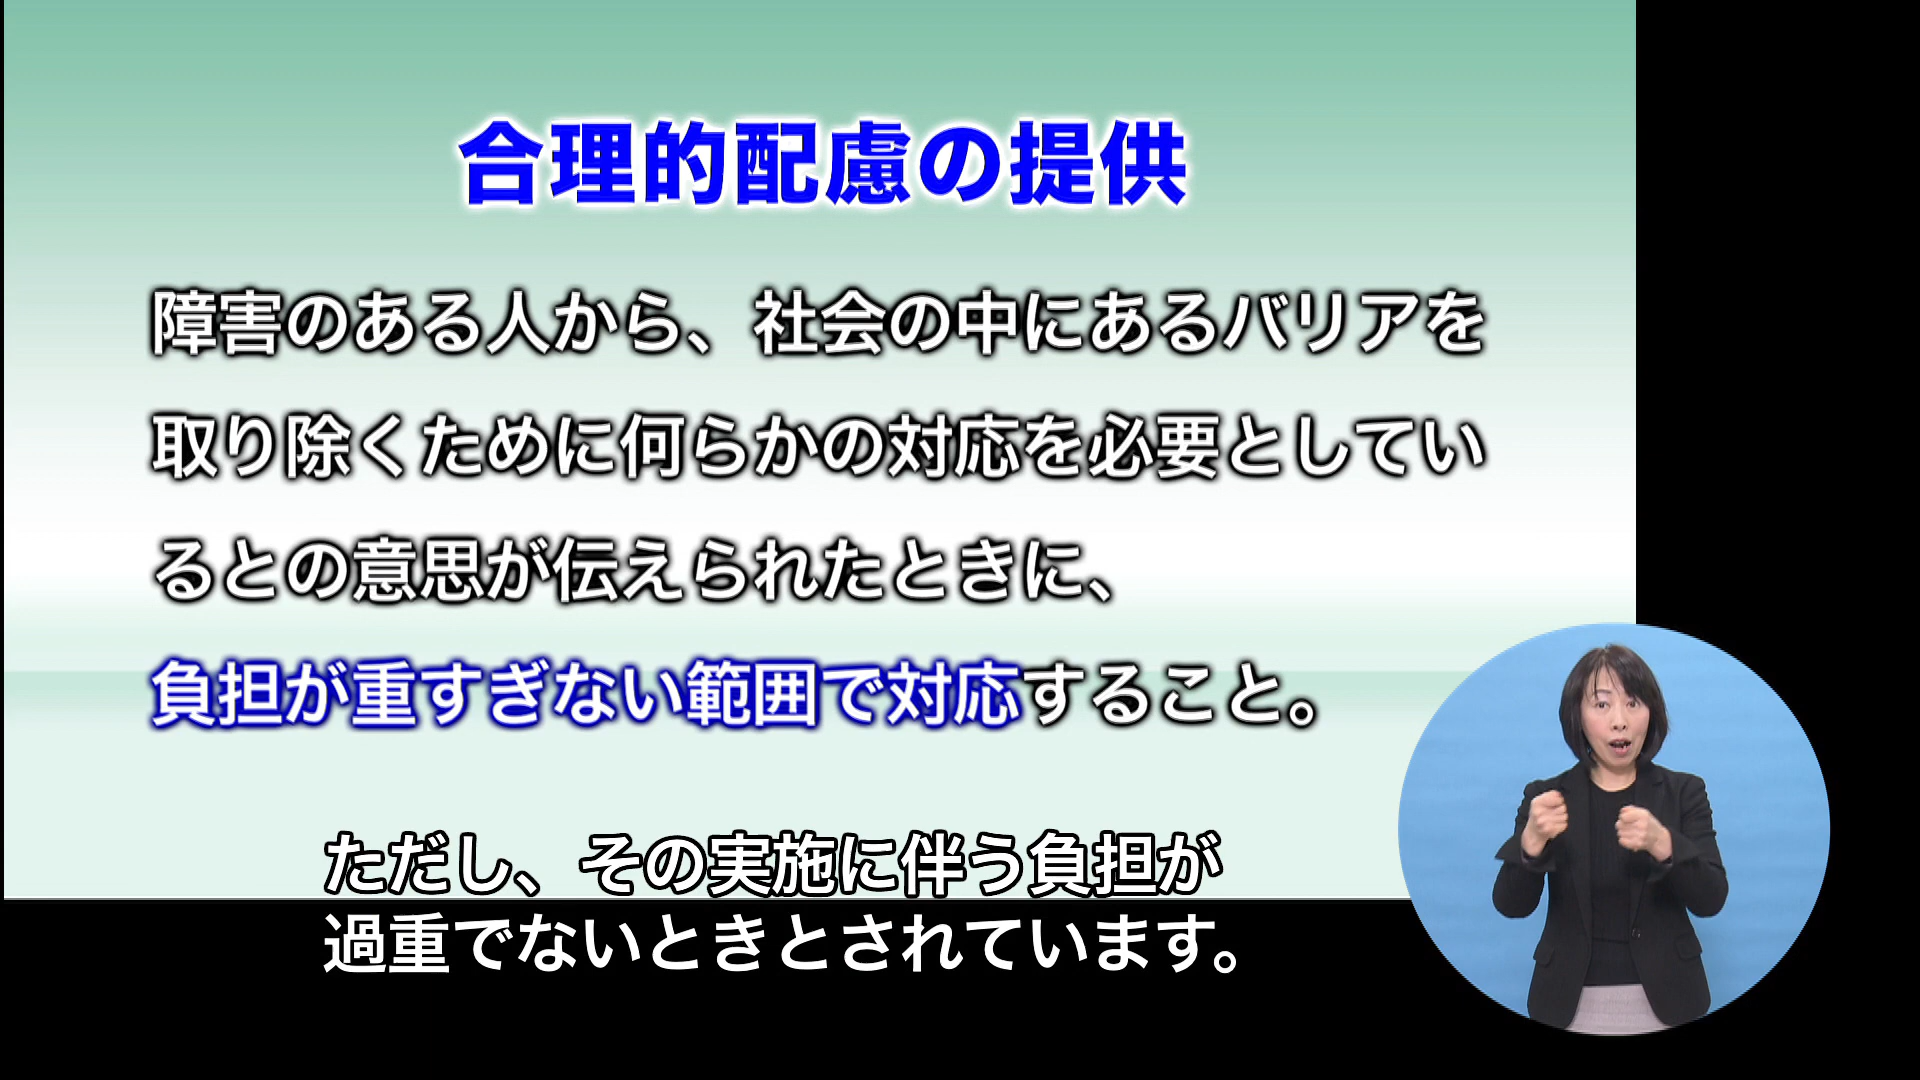 合理的配慮の提供
障害のある人から、社会の中にあるバリアを
取り除くために何らかの対応を必要としてい
るとの意思が伝えられたときに、
負担が重すぎない範囲で対応すること。
ただし、その実施に伴う負担が
過重でないときとされています。